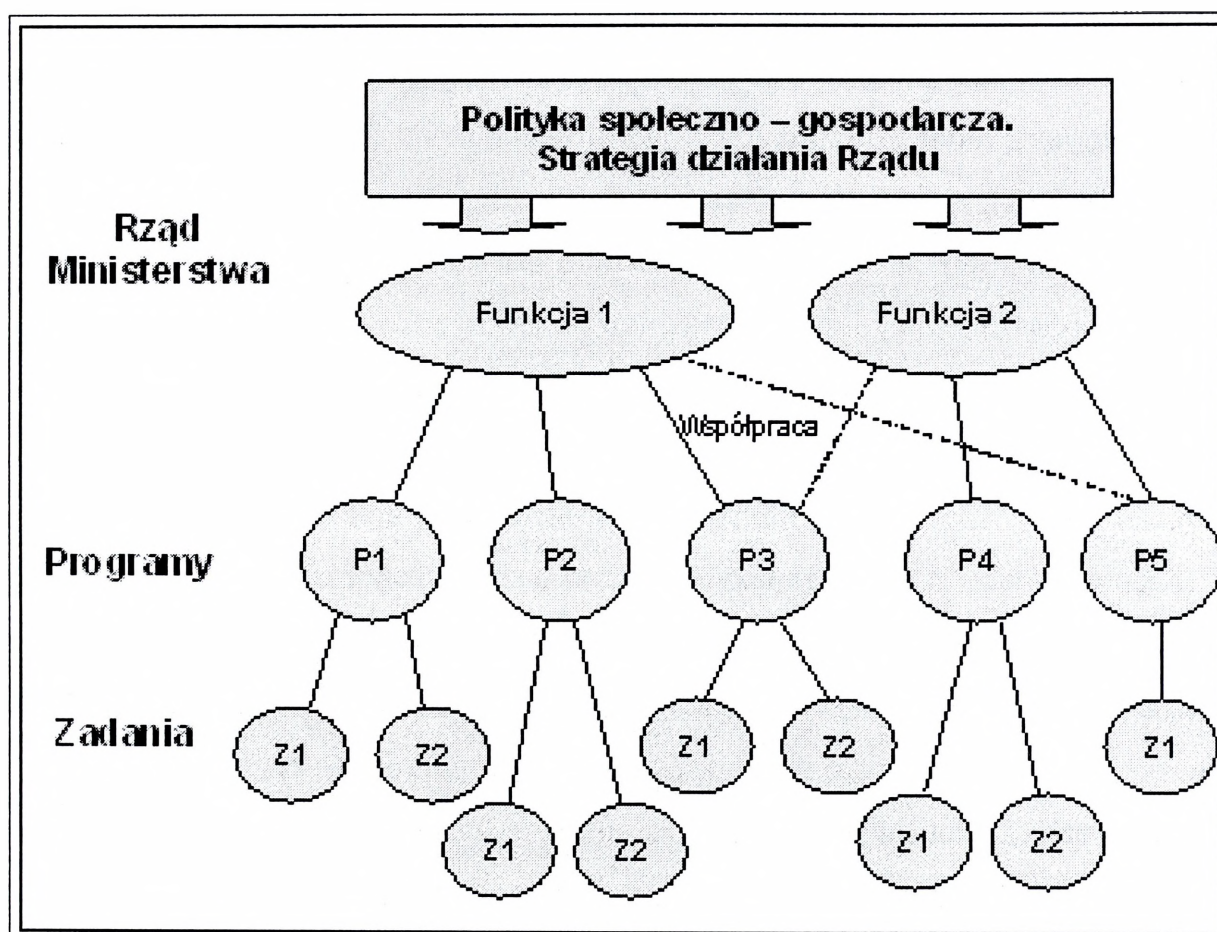 Polityka społeczno – gospodarcza.
Strategia działania Rządu
Rząd
Ministerstwa
Funkcja 1
Funkcja 2
Współpraca
Programy
P1
P2
P3
P4
P5
Zadania
Z1
Z2
Z1
Z2
Z1
Z1
Z2
Z1
Z2